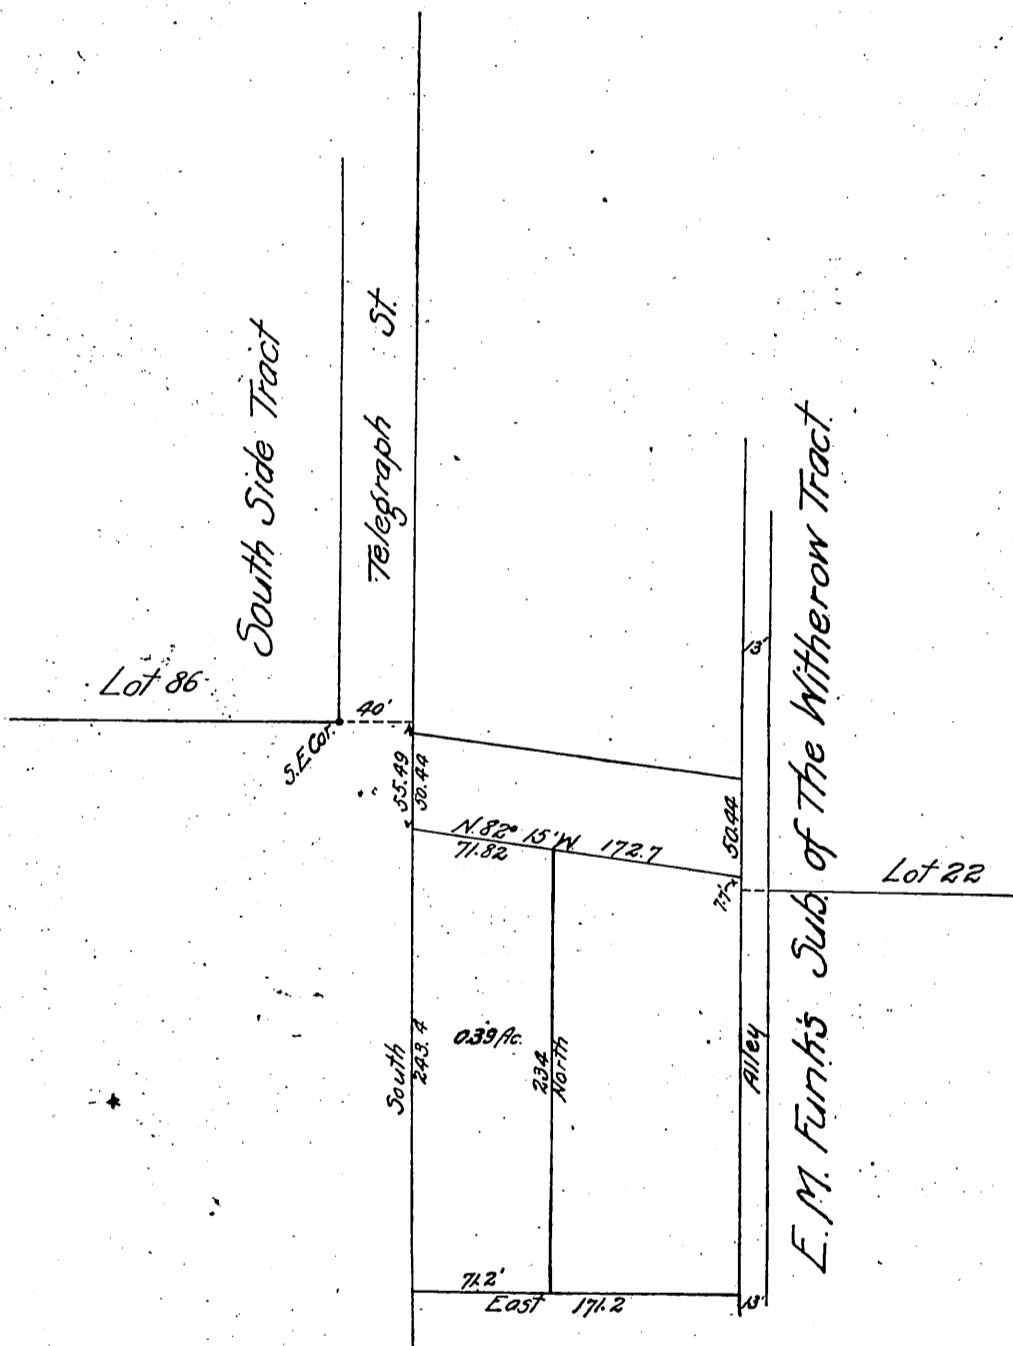 South Side Tract
Telegraph St.
Lot 86
40'
S.E Cor.
55.49
50.44
N.82° 15' W 172.7
71.82
13'
50.44
7.7'
Lot 22
E. M. Funk's Sub. of The Witherow Tract
0.39 Ac.
South
243.4
234
North
Alley
71.2'
East 171.2
13'